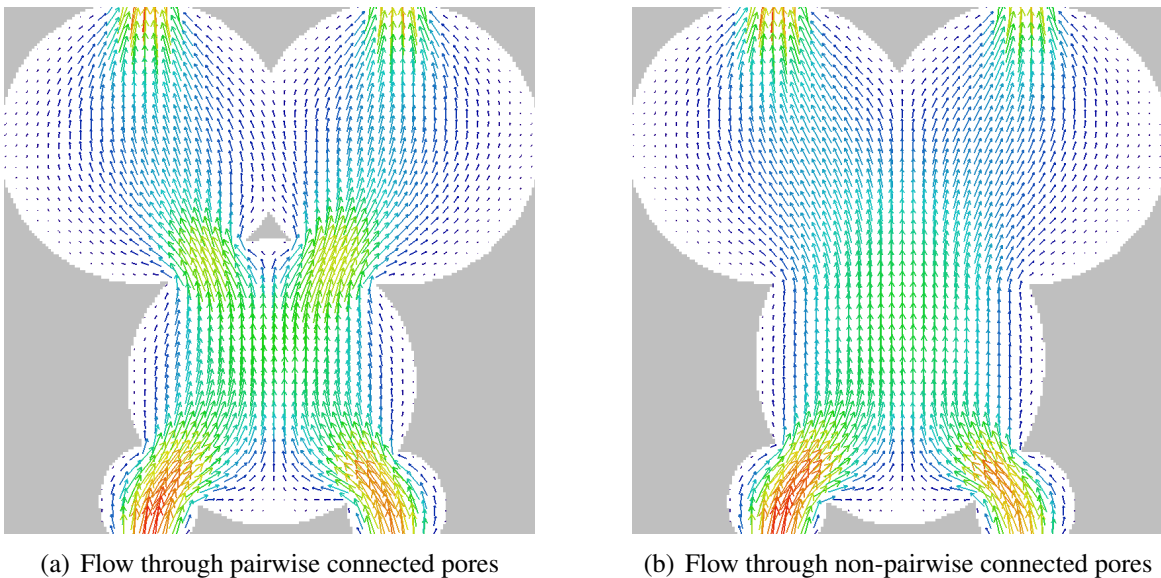 (a) Flow through pairwise connected pores
(b) Flow through non-pairwise connected pores